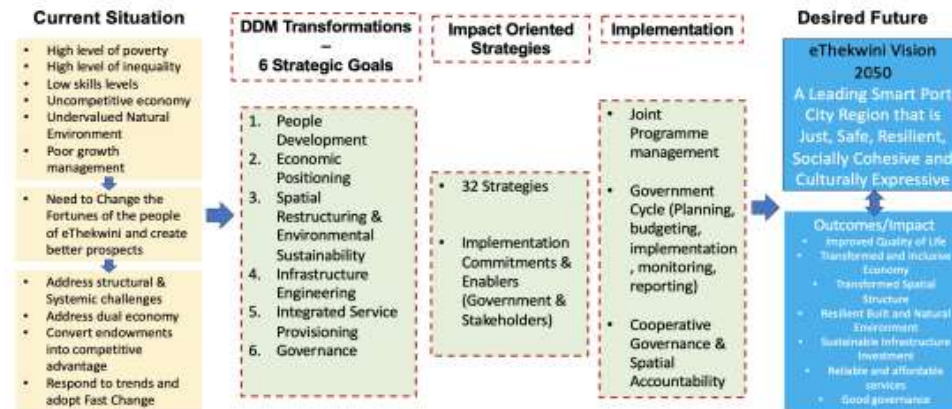 Current Situation
• High level of poverty
• High level of inequality
• Low skills levels
• Uncompetitive economy
• Undervalued Natural
Environment
• Poor growth
management
• Need to Change the
Fortunes of the people
of eThekwini and create
better prospects
• Address structural &
Systemic challenges
• Address dual economy
• Convert endowments
into competitive
advantage
• Respond to trends and
adopt Fast Change
DDM Transformations
–
6 Strategic Goals
1. People
Development
2. Economic
Positioning
3. Spatial
Restructuring &
Environmental
Sustainability
4. Infrastructure
Engineering
5. Integrated Service
Provisioning
6. Governance
Impact Oriented
Strategies
• 32 Strategies
• Implementation
Commitments &
Enablers
(Government &
Stakeholders)
Implementation
• Joint
Programme
management
• Government
Cycle (Planning,
budgeting,
implementation
, monitoring,
reporting)
• Cooperative
Governance &
Spatial
Accountability
Desired Future
eThekwini Vision
2050
A Leading Smart Port
City Region that is
Just, Safe, Resilient,
Socially Cohesive and
Culturally Expressive
Outcomes/Impact
• Improved Quality of Life
• Transformed and Inclusive
Economy
• Transformed Spatial
Structure
• Resilient Built and Natural
Environment
• Sustainable Infrastructure
Investment
• Reliable and affordable
services
• Good governance